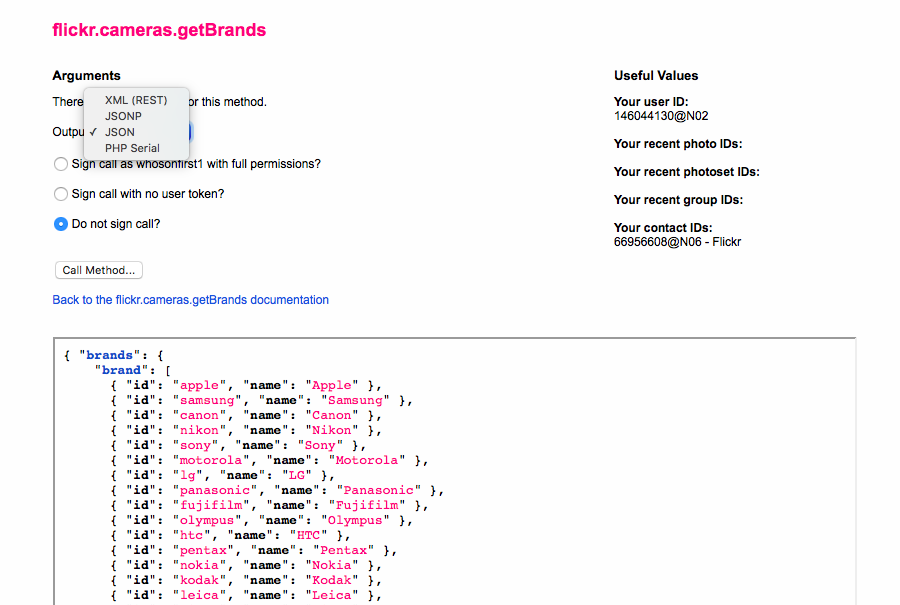 flickr.cameras.getBrands
Arguments
There
or this method.
Outpu
XML (REST)
JSONP
✓ JSON
PHP Serial
Sign call as whosonfirst1 with full permissions?
Sign call with no user token?
Do not sign call?
Call Method...
Back to the flickr.cameras.getBrands documentation
Useful Values
Your user ID:
146044130@N02
Your recent photo IDs:
Your recent photoset IDs:
Your recent group IDs:
Your contact IDs:
66956608@N06 - Flickr
{ "brands": {
"brand": [
{ "id": "apple", "name": "Apple" },
{ "id": "samsung", "name": "Samsung" },
{ "id": "canon", "name": "Canon" },
{ "id": "nikon", "name": "Nikon" },
{ "id": "sony", "name": "Sony" },
{ "id": "motorola", "name": "Motorola" },
{ "id": "lg", "name": "LG" },
{ "id": "panasonic", "name": "Panasonic" },
{ "id": "fujifilm", "name": "Fujifilm" },
{ "id": "olympus", "name": "Olympus" },
{ "id": "htc", "name": "HTC" },
{ "id": "pentax", "name": "Pentax" },
{ "id": "nokia", "name": "Nokia" },
{ "id": "kodak", "name": "Kodak" },
{ "id": "leica", "name": "Leica" },